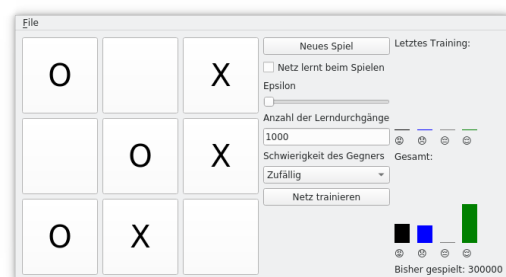 File
O X
O X
O X
Neues Spiel
Netz lernt beim Spielen
Epsilon
Anzahl der Lerndurchgänge
1000
Schwierigkeit des Gegners
Zufällig
Netz trainieren
Letztes Training:
Gesamt:
Bisher gespielt: 300000